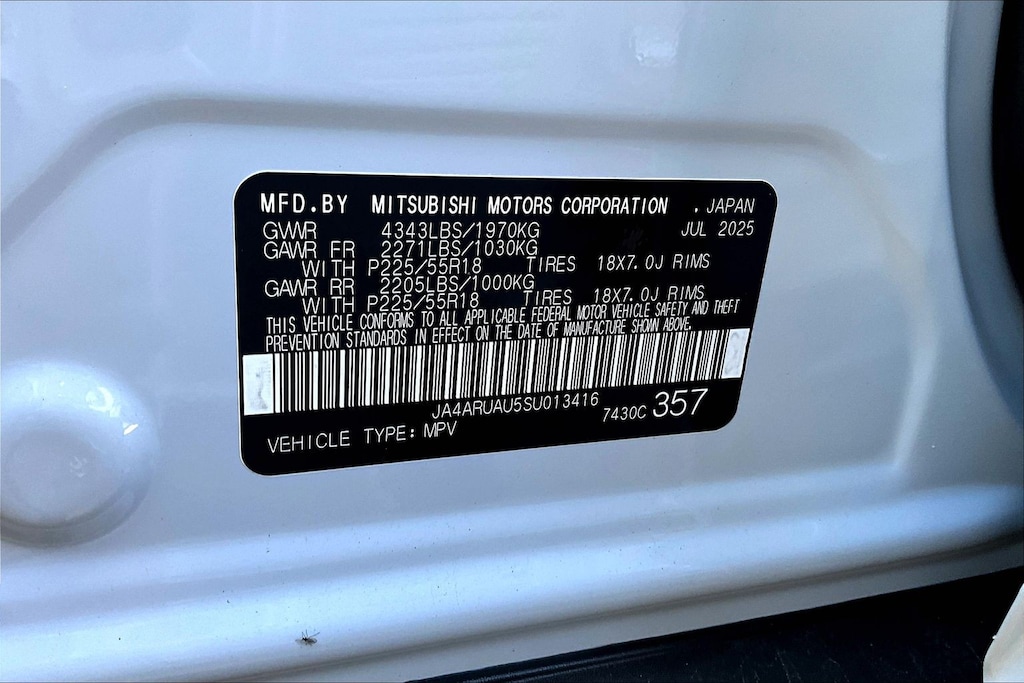 MFD.BY MITSUBISHI MOTORS CORPORATION . JAPAN
GVWR 4343LBS/1970KG JUL 2025
GAWR FR 2271LBS/1030KG
WITH P225/55R18 TIRES 18X7.0J RIMS
GAWR RR 2205LBS/1000KG
WITH P225/55R18 TIRES 18X7.0J RIMS
THIS VEHICLE CONFORMS TO ALL APPLICABLE FEDERAL MOTOR VEHICLE SAFETY AND THEFT
PREVENTION STANDARDS IN EFFECT ON THE DATE OF MANUFACTURE SHOWN ABOVE.
JA4ARUAU5SU013416 7430C 357
VEHICLE TYPE: MPV